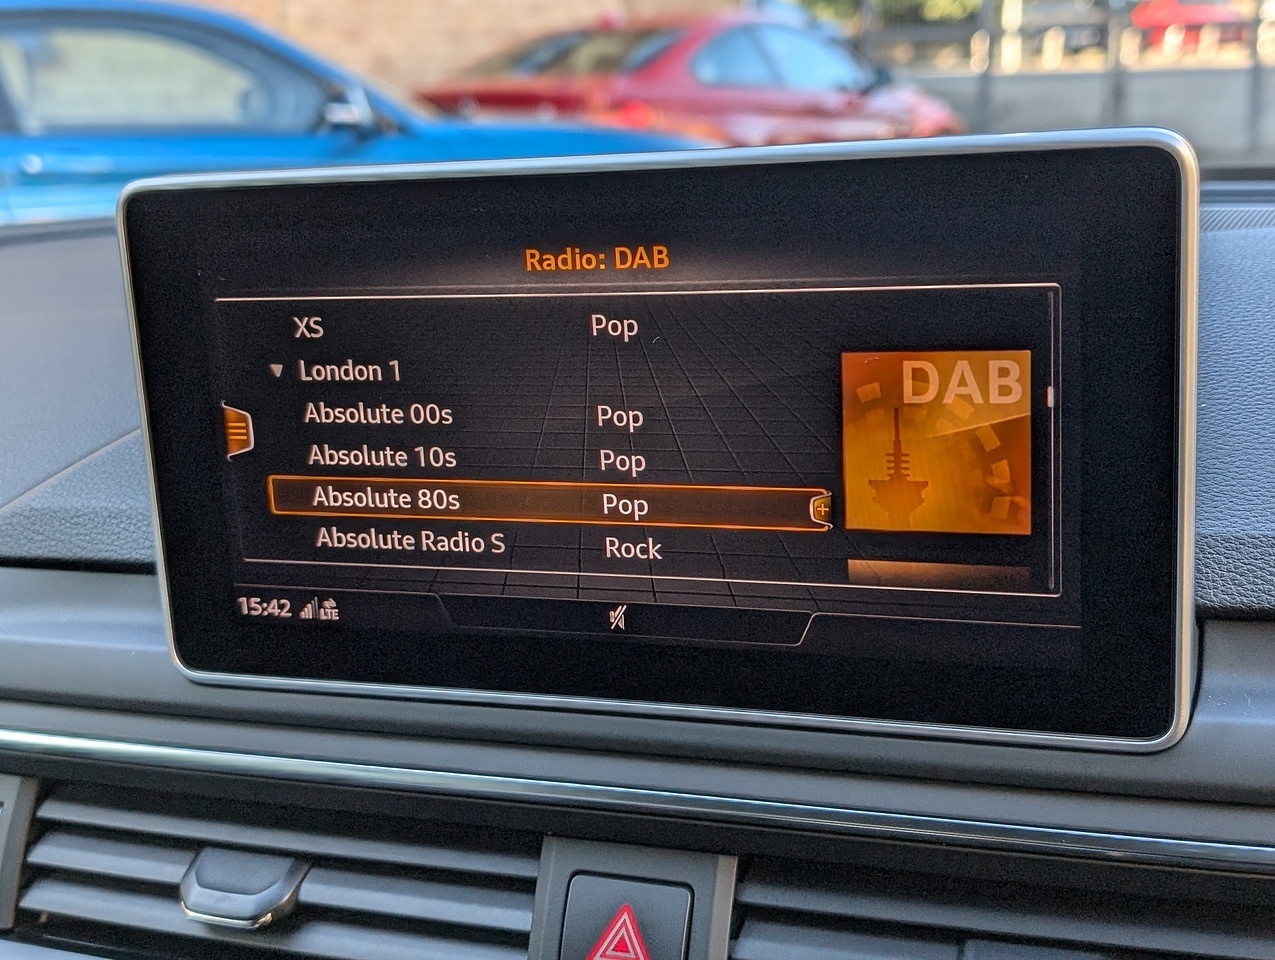 Radio: DAB
XS Pop
London 1
Absolute 00s Pop
Absolute 10s Pop
Absolute 80s Pop
Absolute Radio S Rock
DAB
15:42 LTE